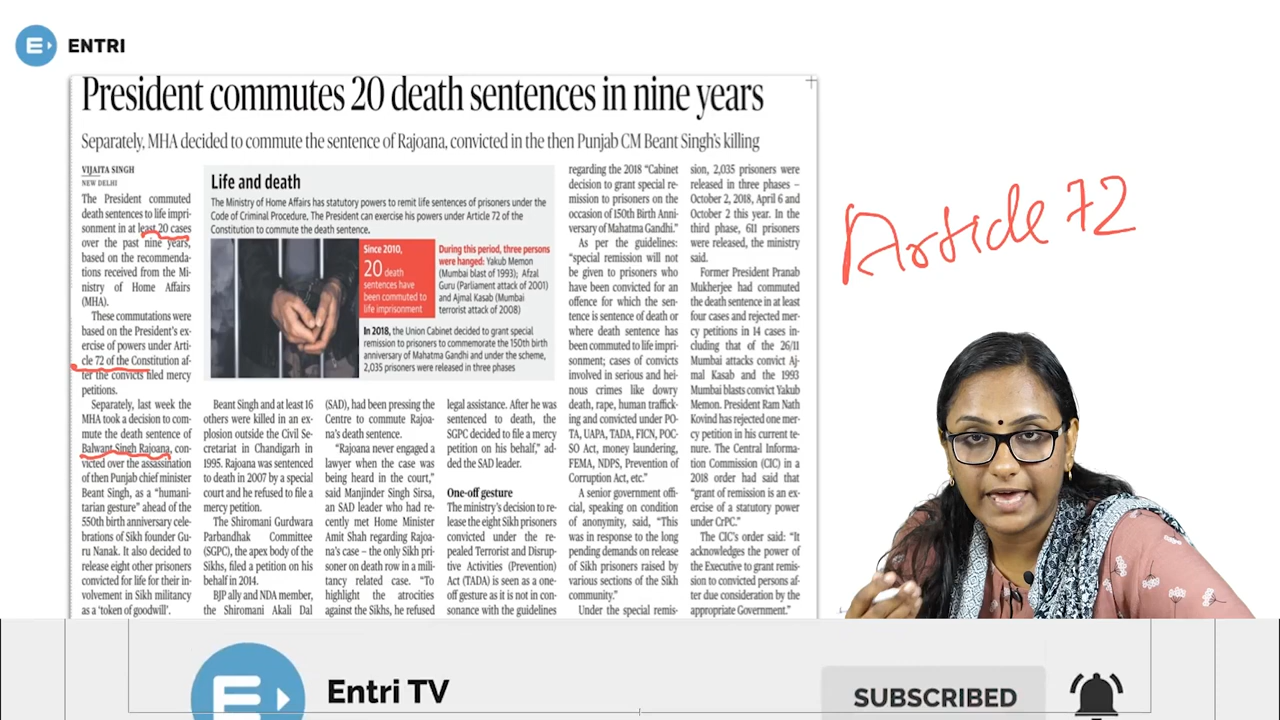 ENTRI
President commutes 20 death sentences in nine years
Separately, MHA decided to commute the sentence of Rajoana, convicted in the then Punjab CM Beant Singh's killing
VIJAITA SINGH
NEW DELHI
The President commuted
death sentences to life impri-
sonment in at least 20 cases
over the past nine years,
based on the recommenda-
tions received from the Mi-
nistry of Home Affairs
(MHA).
These commutations were
based on the President's ex-
ercise of powers under Arti-
cle 72 of the Constitution af-
ter the convicts filed mercy
petitions.
Separately, last week the
MHA took a decision to com-
mute the death sentence of
Balwant Singh Rajoana, con-
victed over the assassination
of then Punjab chief minister
Beant Singh, as a "humani-
tarian gesture" ahead of the
550th birth anniversary cele-
brations of Sikh founder Gu-
ru Nanak. It also decided to
release eight other prisoners
convicted for life for their in-
volvement in Sikh militancy
as a 'token of goodwill'.
Life and death
The Ministry of Home Affairs has statutory powers to remit life sentences of prisoners under the
Code of Criminal Procedure. The President can exercise his powers under Article 72 of the
Constitution to commute the death sentence.
Since 2010,
20 death
sentences have
been commuted to
life imprisonment
During this period, three persons
were hanged: Yakub Memon
(Mumbai blast of 1993); Afzal
Guru (Parliament attack of 2001)
and Ajmal Kasab (Mumbai
terrorist attack of 2008)
In 2018, the Union Cabinet decided to grant special
remission to prisoners to commemorate the 150th birth
anniversary of Mahatma Gandhi and under the scheme,
2,035 prisoners were released in three phases
Beant Singh and at least 16
others were killed in an ex-
plosion outside the Civil Se-
cretariat in Chandigarh in
1995. Rajoana was sentenced
to death in 2007 by a special
court and he refused to file a
mercy petition.
The Shiromani Gurdwara
Parbandhak Committee
(SGPC), the apex body of the
Sikhs, filed a petition on his
behalf in 2014.
BJP ally and NDA member,
the Shiromani Akali Dal
(SAD), had been pressing the
Centre to commute Rajoa-
na's death sentence.
"Rajoana never engaged a
lawyer when the case was
being heard in the court,"
said Manjinder Singh Sirsa,
an SAD leader who had re-
cently met Home Minister
Amit Shah regarding Rajoa-
na's case – the only Sikh pri-
soner on death row in a mili-
tancy related case. "To
highlight the atrocities
against the Sikhs, he refused
legal assistance. After he was
sentenced to death, the
SGPC decided to file a mercy
petition on his behalf," ad-
ded the SAD leader.
One-off gesture
The ministry's decision to re-
lease the eight Sikh prisoners
convicted under the re-
pealed Terrorist and Disrup-
tive Activities (Prevention)
Act (TADA) is seen as a one-
off gesture as it is not in con-
sonance with the guidelines
regarding the 2018 "Cabinet
decision to grant special re-
mission to prisoners on the
occasion of 150th Birth Anni-
versary of Mahatma Gandhi."
As per the guidelines:
"special remission will not
be given to prisoners who
have been convicted for an
offence for which the sen-
tence is sentence of death or
where death sentence has
been commuted to life impri-
sonment; cases of convicts
involved in serious and hei-
nous crimes like dowry
death, rape, human traffick-
ing and convicted under PO-
TA, UAPA, TADA, FICN, POC-
SO Act, money laundering,
FEMA, NDPS, Prevention of
Corruption Act, etc."
A senior government offi-
cial, speaking on condition
of anonymity, said, "This
was in response to the long
pending demands on release
of Sikh prisoners raised by
various sections of the Sikh
community."
Under the special remis-
sion, 2,035 prisoners were
released in three phases –
October 2, 2018, April 6 and
October 2 this year. In the
third phase, 611 prisoners
were released, the ministry
said.
Former President Pranab
Mukherjee had commuted
the death sentence in at least
four cases and rejected mer-
cy petitions in 14 cases in-
cluding that of the 26/11
Mumbai attacks convict Aj-
mal Kasab and the 1993
Mumbai blasts convict Yakub
Memon. President Ram Nath
Kovind has rejected one mer-
cy petition in his current te-
nure. The Central Informa-
tion Commission (CIC) in a
2018 order had said that
"grant of remission is an ex-
ercise of a statutory power
under CrPC."
The CIC's order said: "It
acknowledges the power of
the Executive to grant remis-
sion to convicted persons af-
ter due consideration by the
appropriate Government."
Article 72
Entri TV
SUBSCRIBED